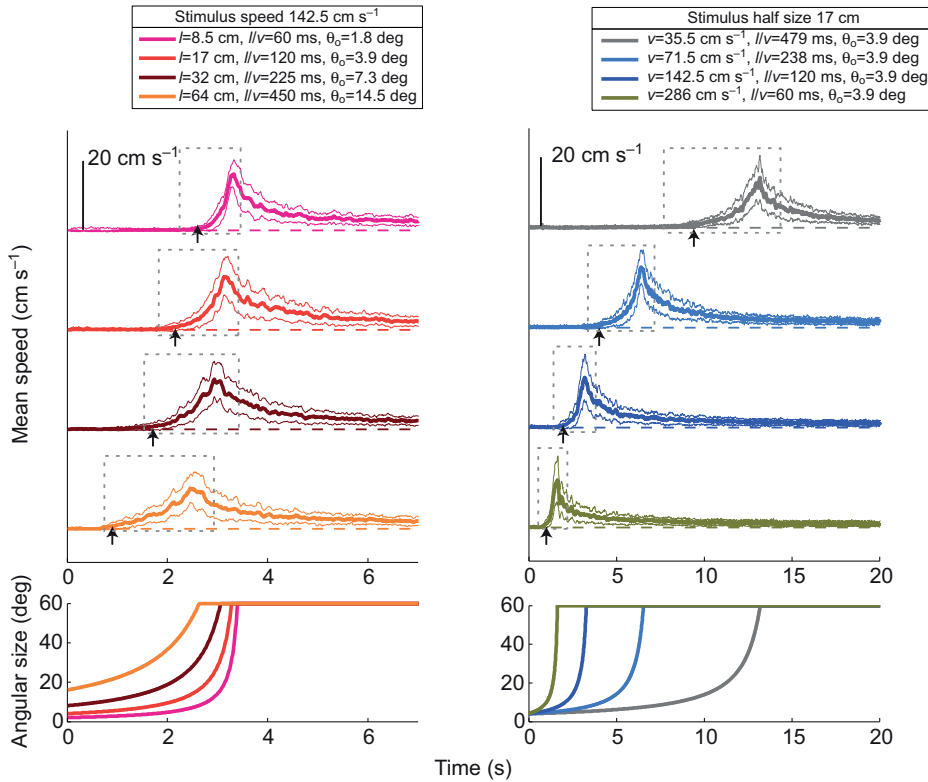 Stimulus speed 142.5 cm s⁻¹
l=8.5 cm, l/v=60 ms, θₒ=1.8 deg
l=17 cm, l/v=120 ms, θₒ=3.9 deg
l=32 cm, l/v=225 ms, θₒ=7.3 deg
l=64 cm, l/v=450 ms, θₒ=14.5 deg
Stimulus half size 17 cm
v=35.5 cm s⁻¹, l/v=479 ms, θₒ=3.9 deg
v=71.5 cm s⁻¹, l/v=238 ms, θₒ=3.9 deg
v=142.5 cm s⁻¹, l/v=120 ms, θₒ=3.9 deg
v=286 cm s⁻¹, l/v=60 ms, θₒ=3.9 deg
20 cm s⁻¹
20 cm s⁻¹
Mean speed (cm s⁻¹)
0 2 4 6
0 5 10 15 20
Angular size (deg)
60
40
20
0
0 2 4 6
60
40
20
0
0 5 10 15 20
Time (s)